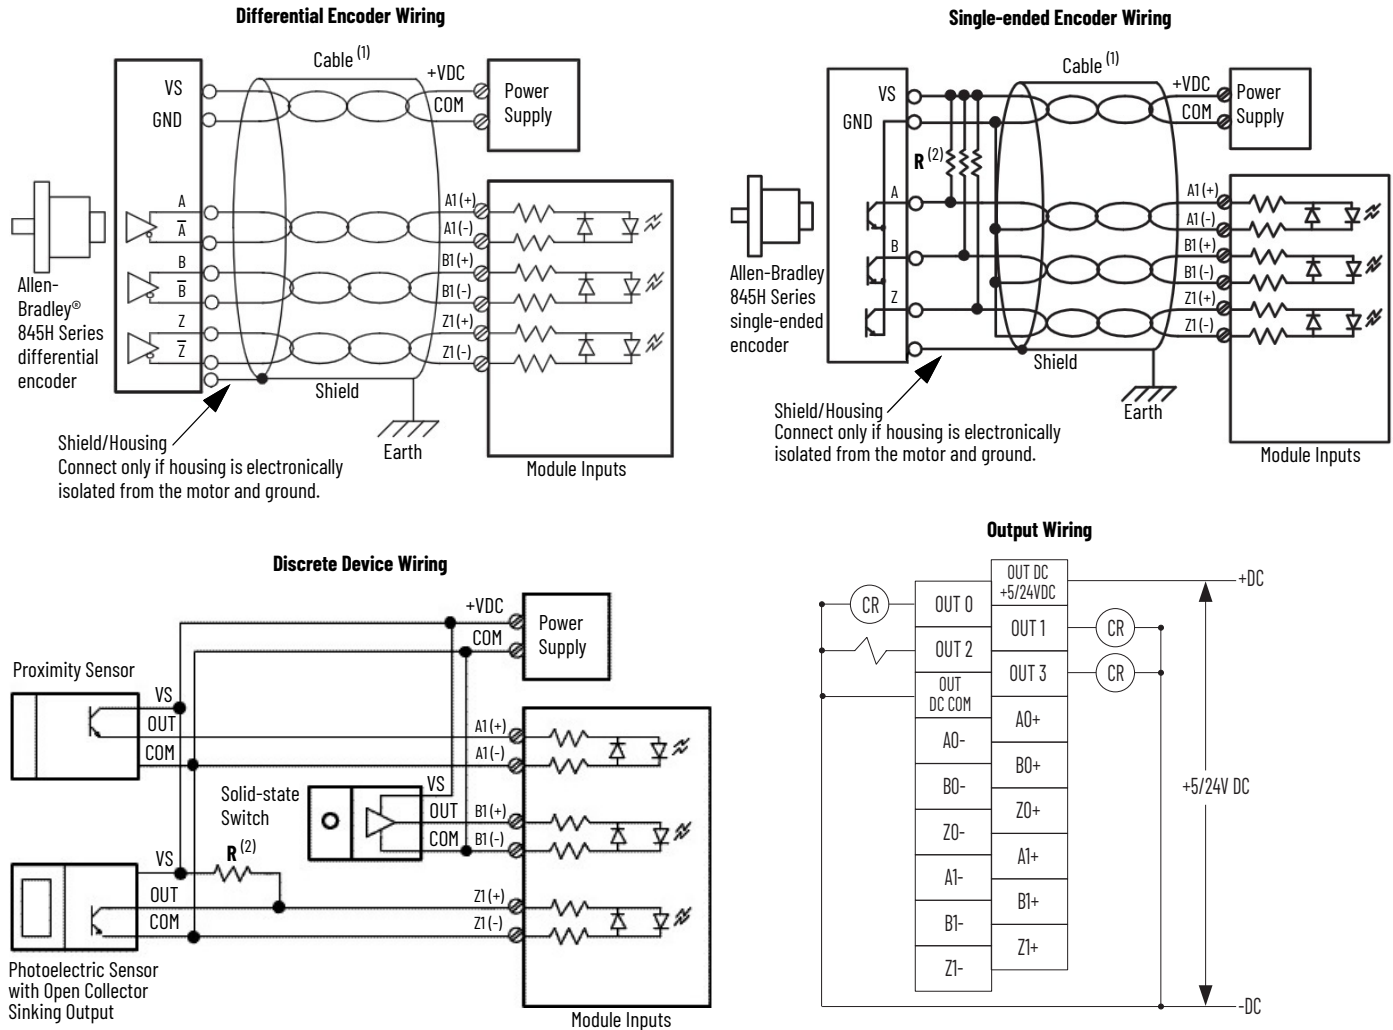 Differential Encoder Wiring
Cable (1)
VS
GND
+VDC
COM
Power
Supply
A
A̅
B
B̅
Z
Z̅
A1 (+)
A1 (-)
B1 (+)
B1 (-)
Z1 (+)
Z1 (-)
Allen-
Bradley®
845H Series
differential
encoder
Shield
Earth
Shield/Housing
Connect only if housing is electronically
isolated from the motor and ground.
Module Inputs
Single-ended Encoder Wiring
Cable (1)
VS
GND
+VDC
COM
Power
Supply
R (2)
A
B
Z
A1 (+)
A1 (-)
B1 (+)
B1 (-)
Z1 (+)
Z1 (-)
Allen-Bradley
845H Series
single-ended
encoder
Shield
Earth
Shield/Housing
Connect only if housing is electronically
isolated from the motor and ground.
Module Inputs
Discrete Device Wiring
+VDC
COM
Power
Supply
Proximity Sensor
VS
OUT
COM
A1 (+)
A1 (-)
Solid-state
Switch
VS
OUT
COM
B1 (+)
B1 (-)
R (2)
VS
OUT
COM
Z1 (+)
Z1 (-)
Photoelectric Sensor
with Open Collector
Sinking Output
Module Inputs
Output Wiring
OUT DC
+5/24VDC
+DC
CR
OUT 0
OUT 1
CR
OUT 2
OUT 3
CR
OUT
DC COM
A0+
A0-
B0+
B0-
Z0+
Z0-
A1+
A1-
B1+
B1-
Z1+
Z1-
+5/24V DC
-DC